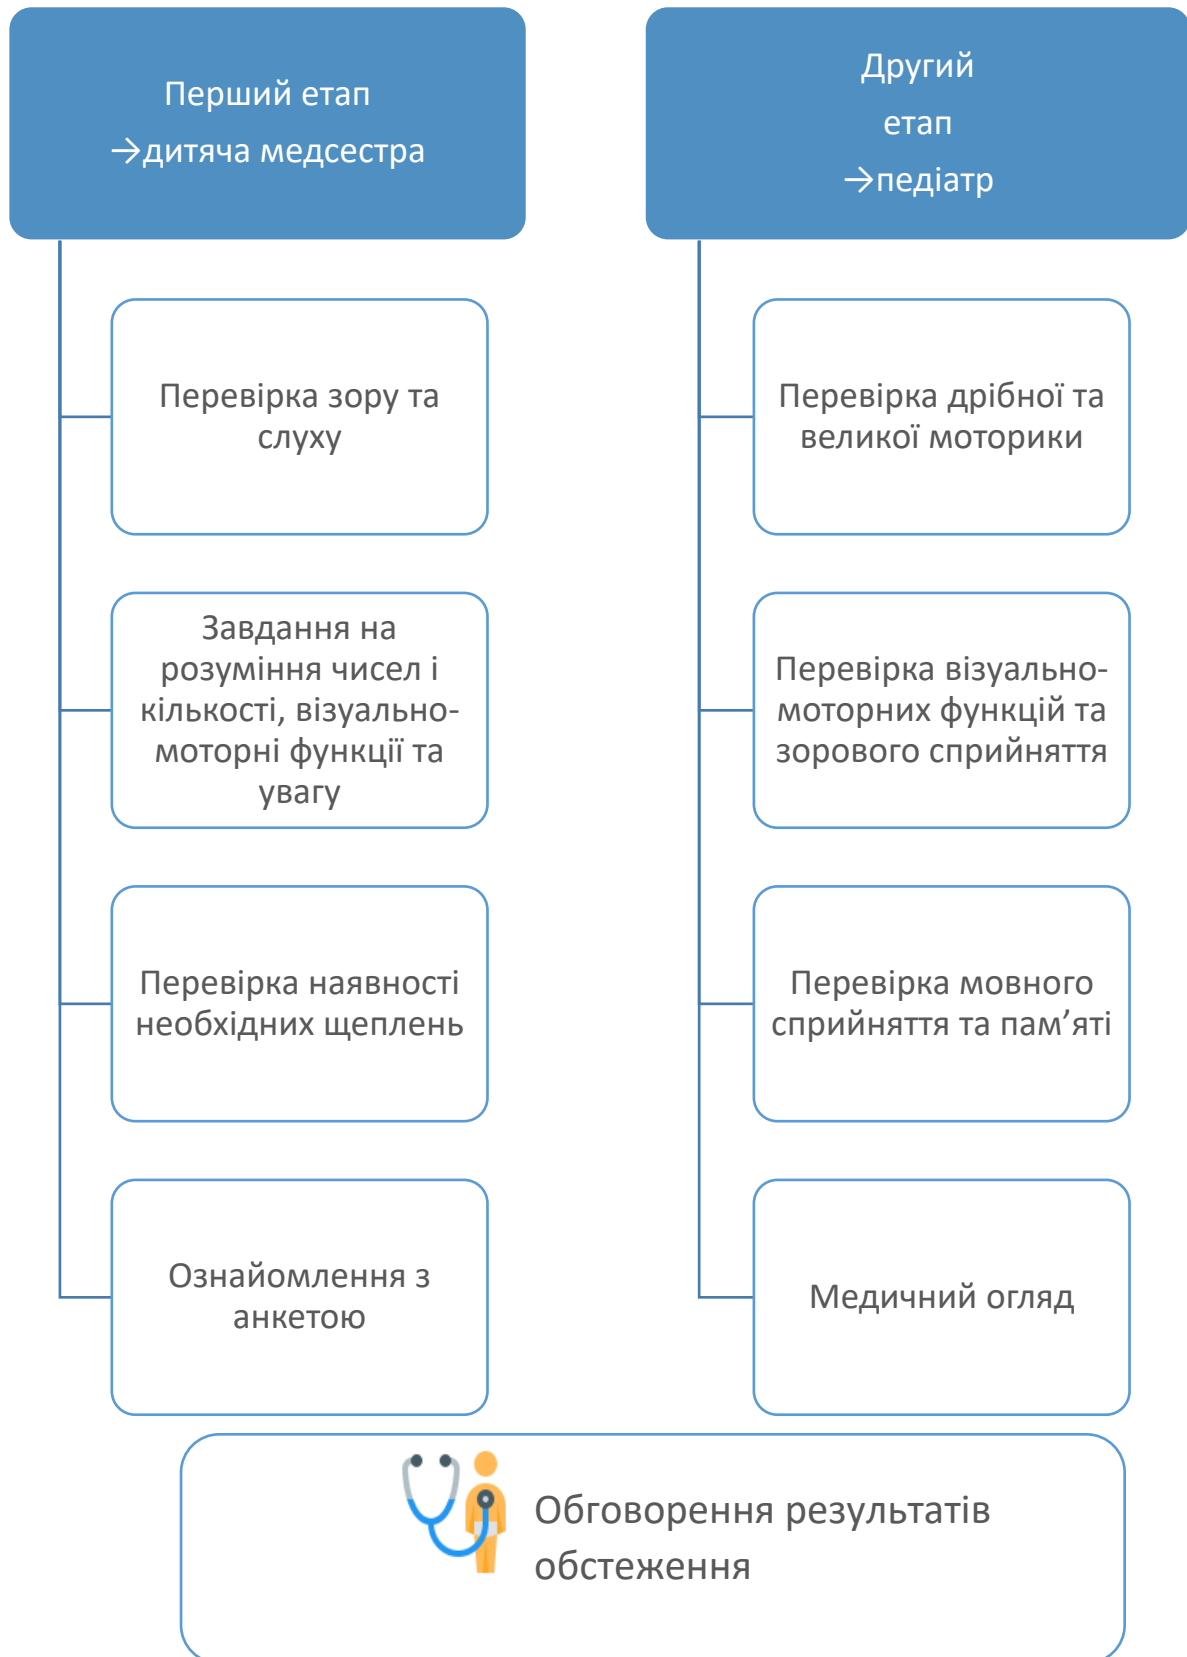 Перший етап
→дитяча медсестра
Перевірка зору та
слуху
Завдання на
розуміння чисел і
кількості, візуально-
моторні функції та
увагу
Перевірка наявності
необхідних щеплень
Ознайомлення з
анкетою
Другий
етап
→педіатр
Перевірка дрібної та
великої моторики
Перевірка візуально-
моторних функцій та
зорового сприйняття
Перевірка мовного
сприйняття та пам’яті
Медичний огляд
Обговорення результатів
обстеження